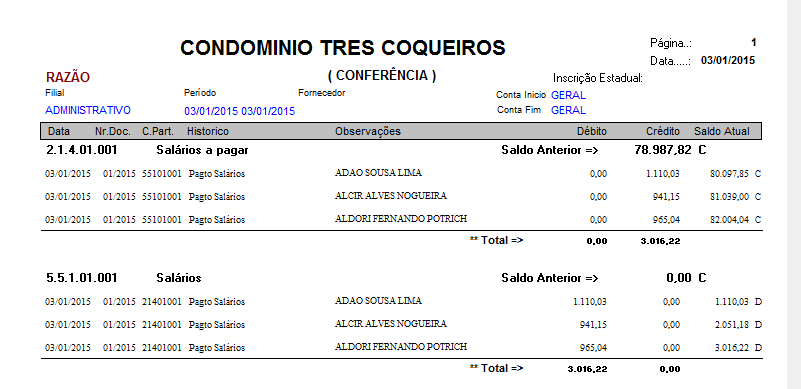 CONDOMINIO TRES COQUEIROS
Página..: 1
Data.....: 03/01/2015
RAZÃO ( CONFERÊNCIA ) Inscrição Estadual:
Filial Período Fornecedor Conta Inicio GERAL
ADMINISTRATIVO 03/01/2015 03/01/2015 Conta Fim GERAL
Data Nr.Doc. C.Part. Historico Observações Débito Crédito Saldo Atual
2.1.4.01.001 Salários a pagar Saldo Anterior => 78.987,82 C
03/01/2015 01/2015 55101001 Pagto Salários ADAO SOUSA LIMA 0,00 1.110,03 80.097,85 C
03/01/2015 01/2015 55101001 Pagto Salários ALCIR ALVES NOGUEIRA 0,00 941,15 81.039,00 C
03/01/2015 01/2015 55101001 Pagto Salários ALDORI FERNANDO POTRICH 0,00 965,04 82.004,04 C
** Total => 0,00 3.016,22
5.5.1.01.001 Salários Saldo Anterior => 0,00 C
03/01/2015 01/2015 21401001 Pagto Salários ADAO SOUSA LIMA 1.110,03 0,00 1.110,03 D
03/01/2015 01/2015 21401001 Pagto Salários ALCIR ALVES NOGUEIRA 941,15 0,00 2.051,18 D
03/01/2015 01/2015 21401001 Pagto Salários ALDORI FERNANDO POTRICH 965,04 0,00 3.016,22 D
** Total => 3.016,22 0,00